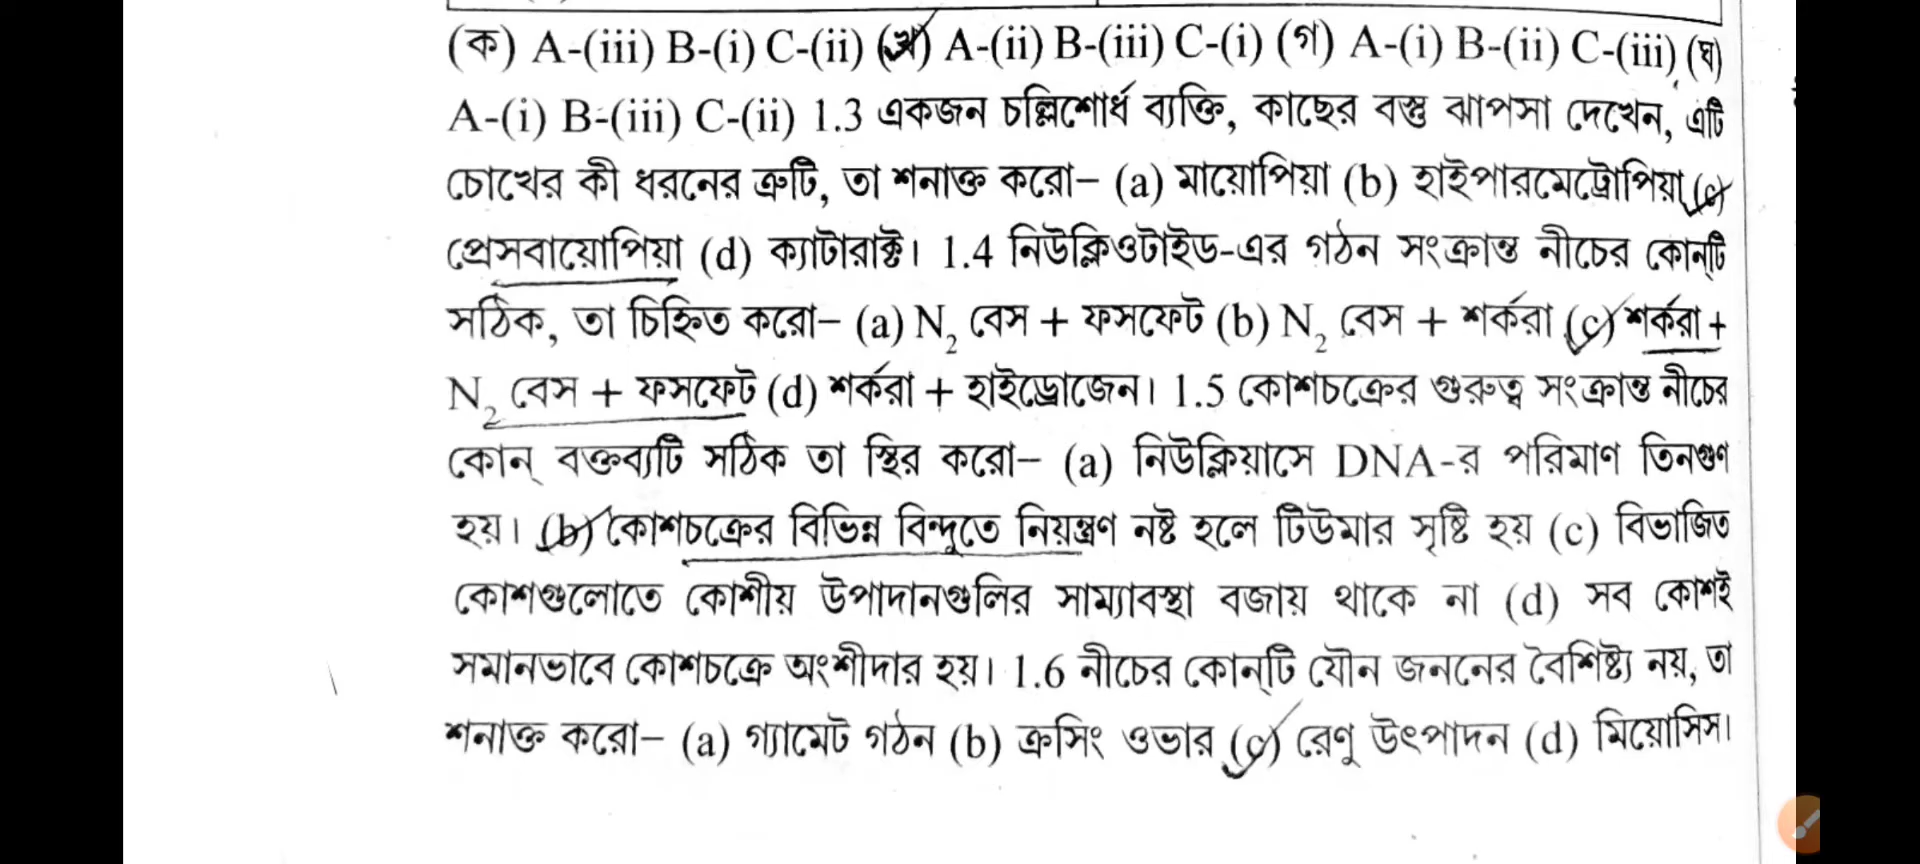 (ক) A-(iii) B-(i) C-(ii) (খ) A-(ii) B-(iii) C-(i) (গ) A-(i) B-(ii) C-(iii) (ঘ)
A-(i) B-(iii) C-(ii) 1.3 একজন চল্লিশোর্ধ ব্যক্তি, কাছের বস্তু ঝাপসা দেখেন, এটি
চোখের কী ধরনের ত্রুটি, তা শনাক্ত করো– (a) মায়োপিয়া (b) হাইপারমেট্রোপিয়া (c)
প্রেসবায়োপিয়া (d) ক্যাটারাক্ট। 1.4 নিউক্লিওটাইড-এর গঠন সংক্রান্ত নীচের কোন্‌টি
সঠিক, তা চিহ্নিত করো– (a) N₂ বেস + ফসফেট (b) N₂ বেস + শর্করা (c) শর্করা +
N₂ বেস + ফসফেট (d) শর্করা + হাইড্রোজেন। 1.5 কোশচক্রের গুরুত্ব সংক্রান্ত নীচের
কোন্ বক্তব্যটি সঠিক তা স্থির করো– (a) নিউক্লিয়াসে DNA-র পরিমাণ তিনগুণ
হয়। (b) কোশচক্রের বিভিন্ন বিন্দুতে নিয়ন্ত্রণ নষ্ট হলে টিউমার সৃষ্টি হয় (c) বিভাজিত
কোশগুলোতে কোশীয় উপাদানগুলির সাম্যাবস্থা বজায় থাকে না (d) সব কোশই
সমানভাবে কোশচক্রে অংশীদার হয়। 1.6 নীচের কোন্‌টি যৌন জননের বৈশিষ্ট্য নয়, তা
শনাক্ত করো– (a) গ্যামেট গঠন (b) ক্রসিং ওভার (c) রেণু উৎপাদন (d) মিয়োসিস।